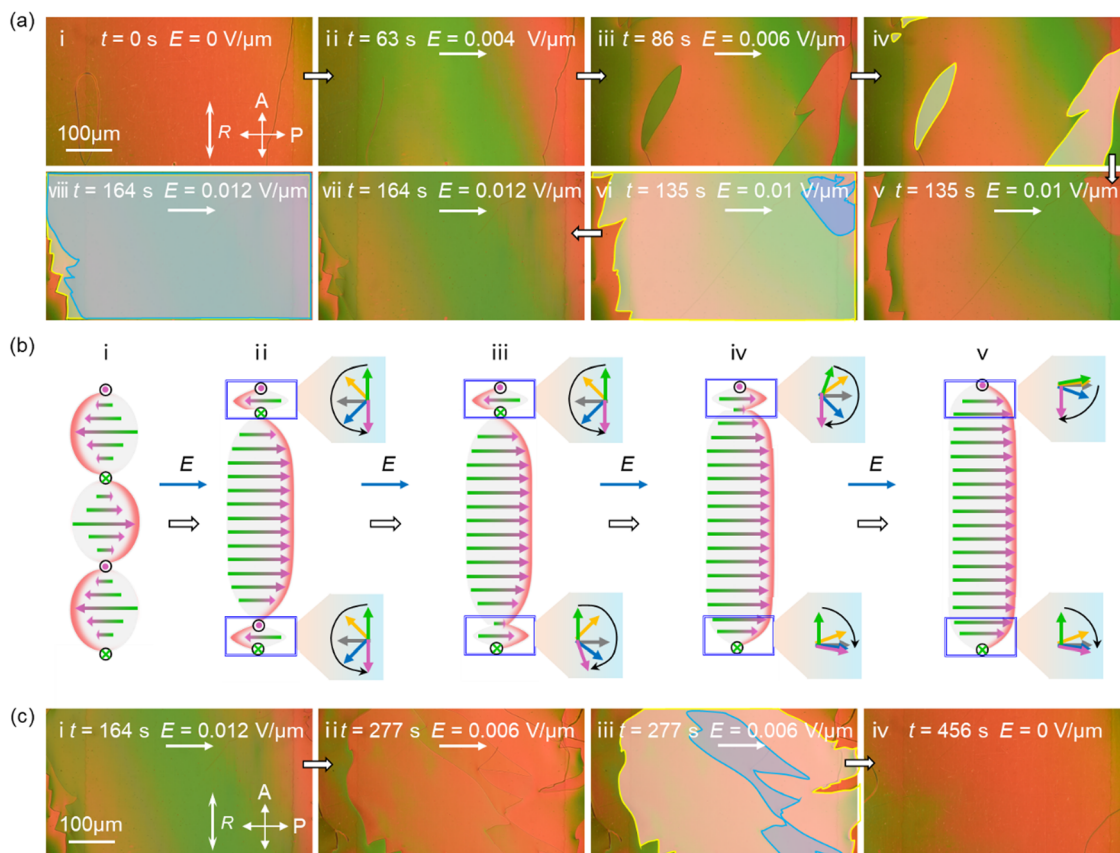 (a)
i t = 0 s E = 0 V/μm
A
R
P
100μm
ii t = 63 s E = 0.004 V/μm
iii t = 86 s E = 0.006 V/μm
iv
viii t = 164 s E = 0.012 V/μm
vii t = 164 s E = 0.012 V/μm
vi t = 135 s E = 0.01 V/μm
v t = 135 s E = 0.01 V/μm
(b)
i
ii
iii
iv
v
E
E
E
E
(c)
i t = 164 s E = 0.012 V/μm
A
R
P
100μm
ii t = 277 s E = 0.006 V/μm
iii t = 277 s E = 0.006 V/μm
iv t = 456 s E = 0 V/μm